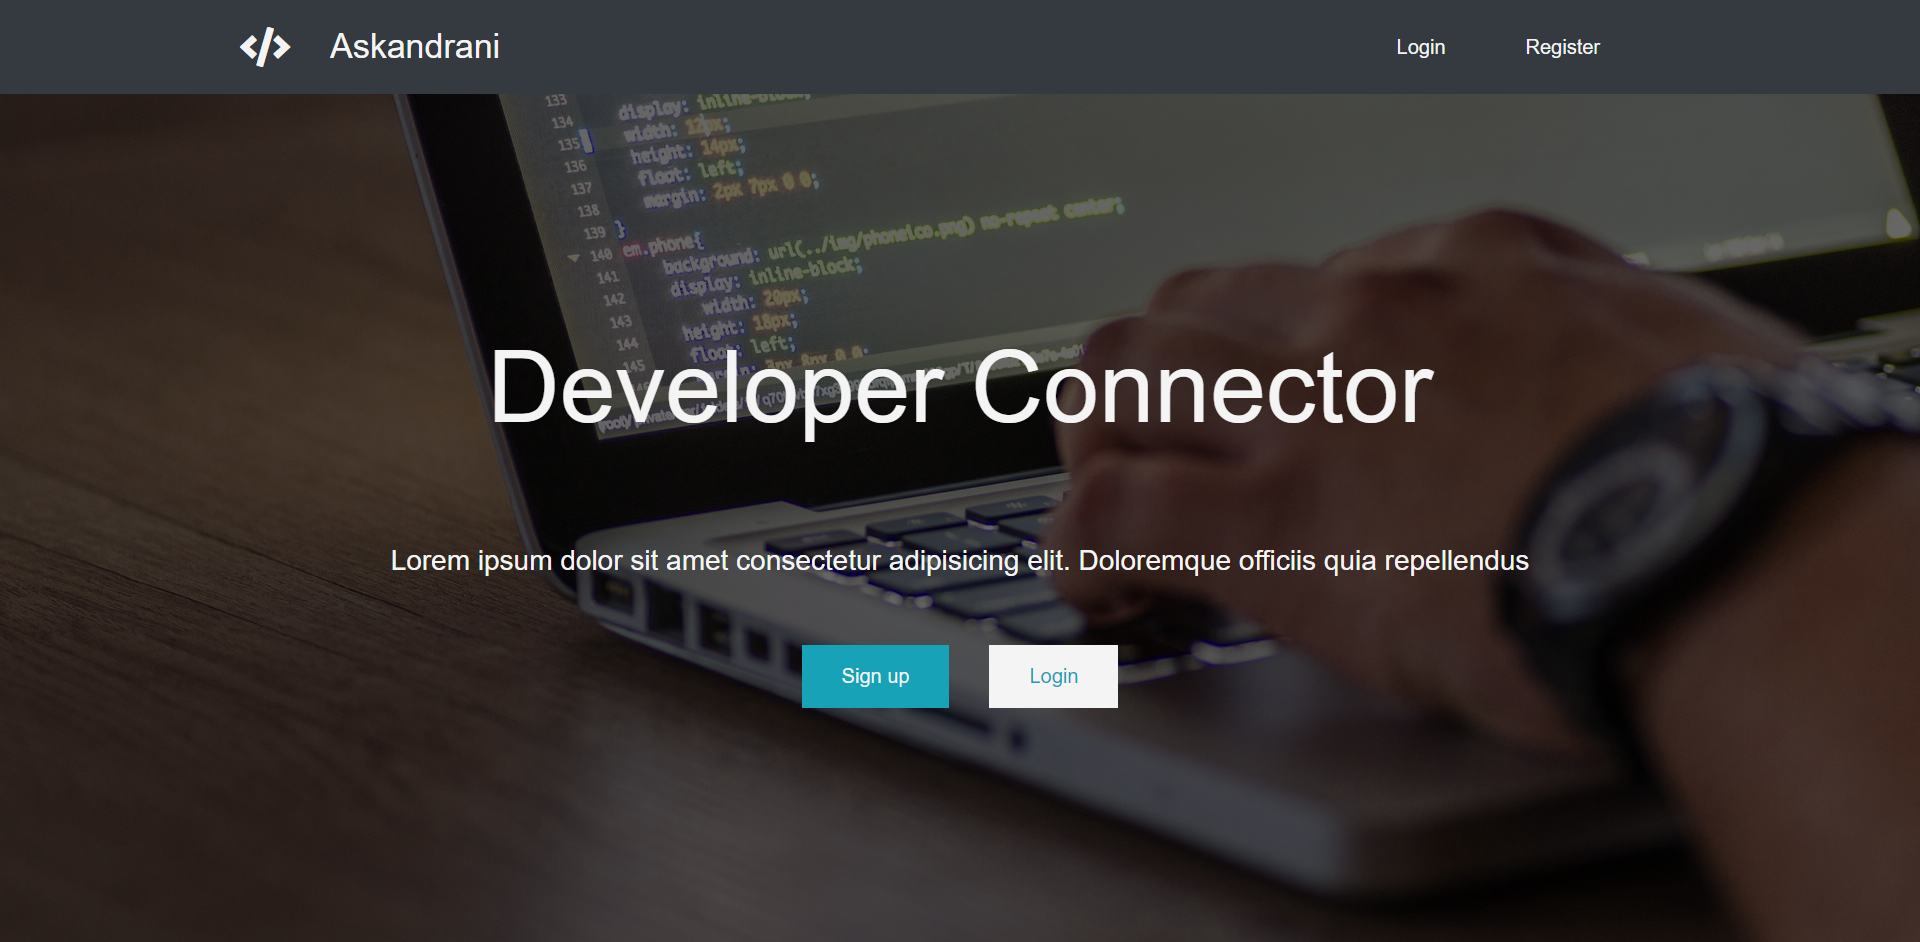 Askandrani
Login
Register
133
134
135
136
137
138
139
140
141
142
143
144
145
display: inline-block;
width: 12px;
height: 14px;
float: left;
margin: 2px 7px 0 0;
}
em.phone{
background: url(../img/phoneico.png) no-repeat center;
display: inline-block;
width: 20px;
height: 18px;
float: left;
Developer Connector
Lorem ipsum dolor sit amet consectetur adipisicing elit. Doloremque officiis quia repellendus
Sign up
Login